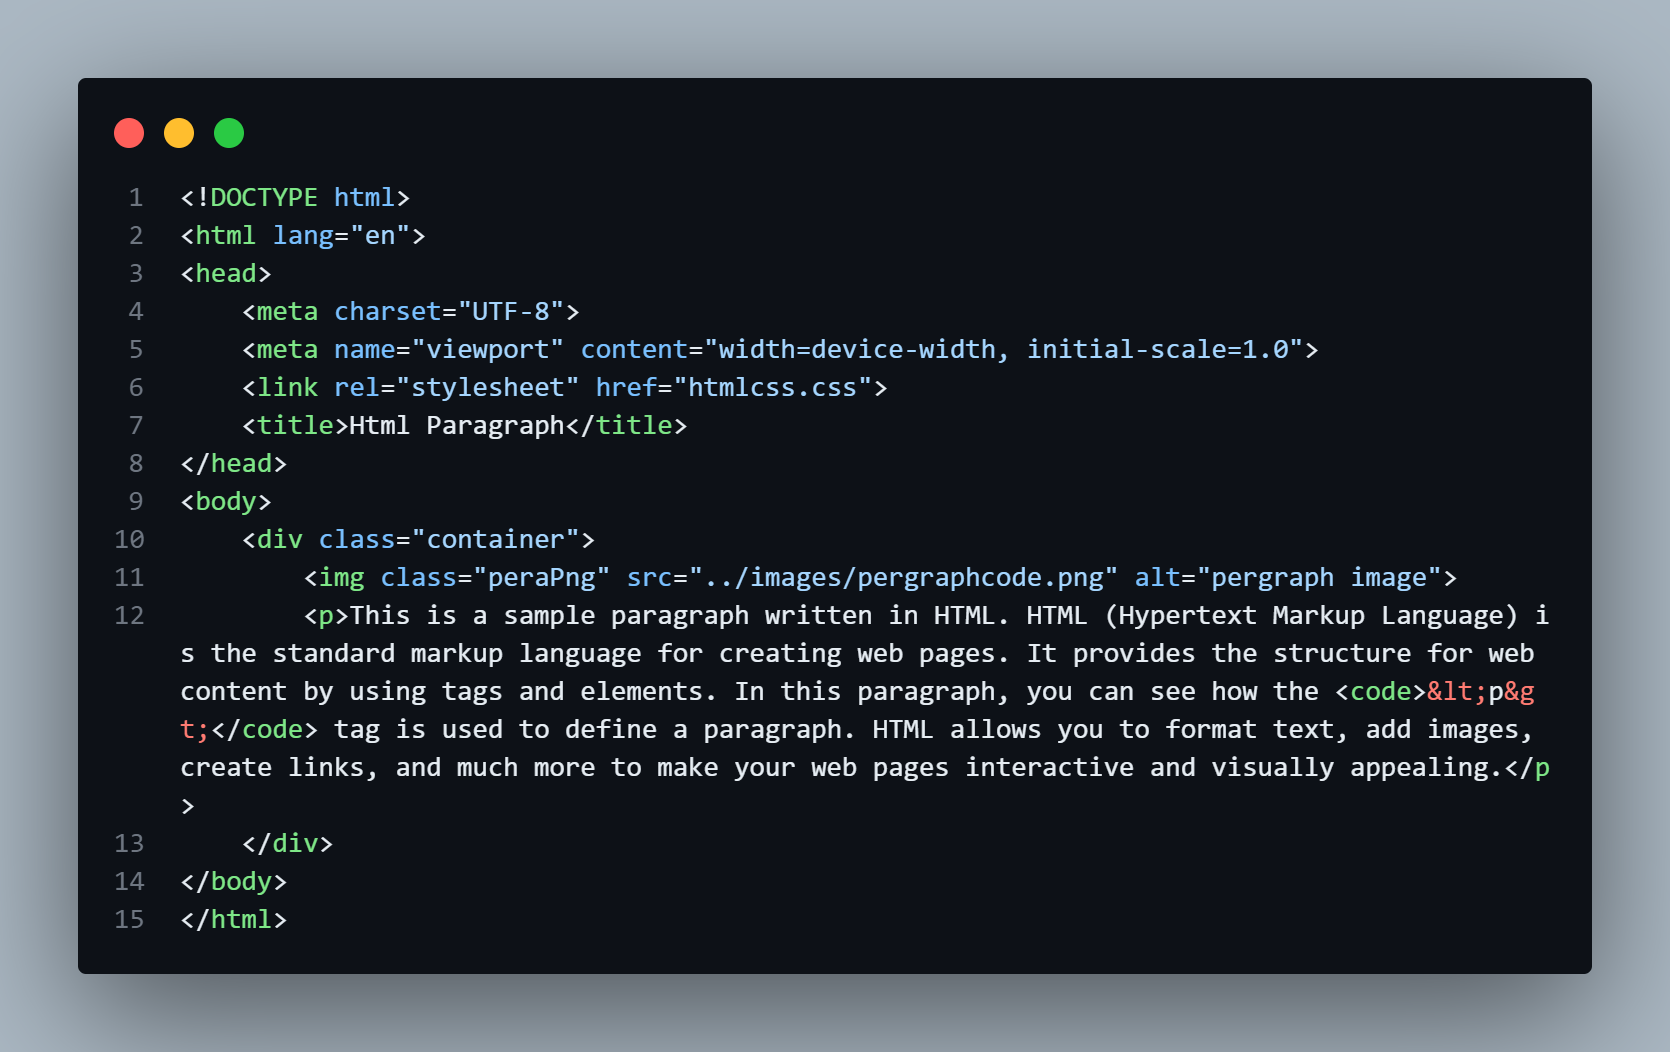 1 <!DOCTYPE html>
2 <html lang="en">
3 <head>
4     <meta charset="UTF-8">
5     <meta name="viewport" content="width=device-width, initial-scale=1.0">
6     <link rel="stylesheet" href="htmlcss.css">
7     <title>Html Paragraph</title>
8 </head>
9 <body>
10     <div class="container">
11         <img class="peraPng" src="../images/pergraphcode.png" alt="pergraph image">
12         <p>This is a sample paragraph written in HTML. HTML (Hypertext Markup Language) i
s the standard markup language for creating web pages. It provides the structure for web
content by using tags and elements. In this paragraph, you can see how the <code>&lt;p&g
t;</code> tag is used to define a paragraph. HTML allows you to format text, add images,
create links, and much more to make your web pages interactive and visually appealing.</p
>
13     </div>
14 </body>
15 </html>